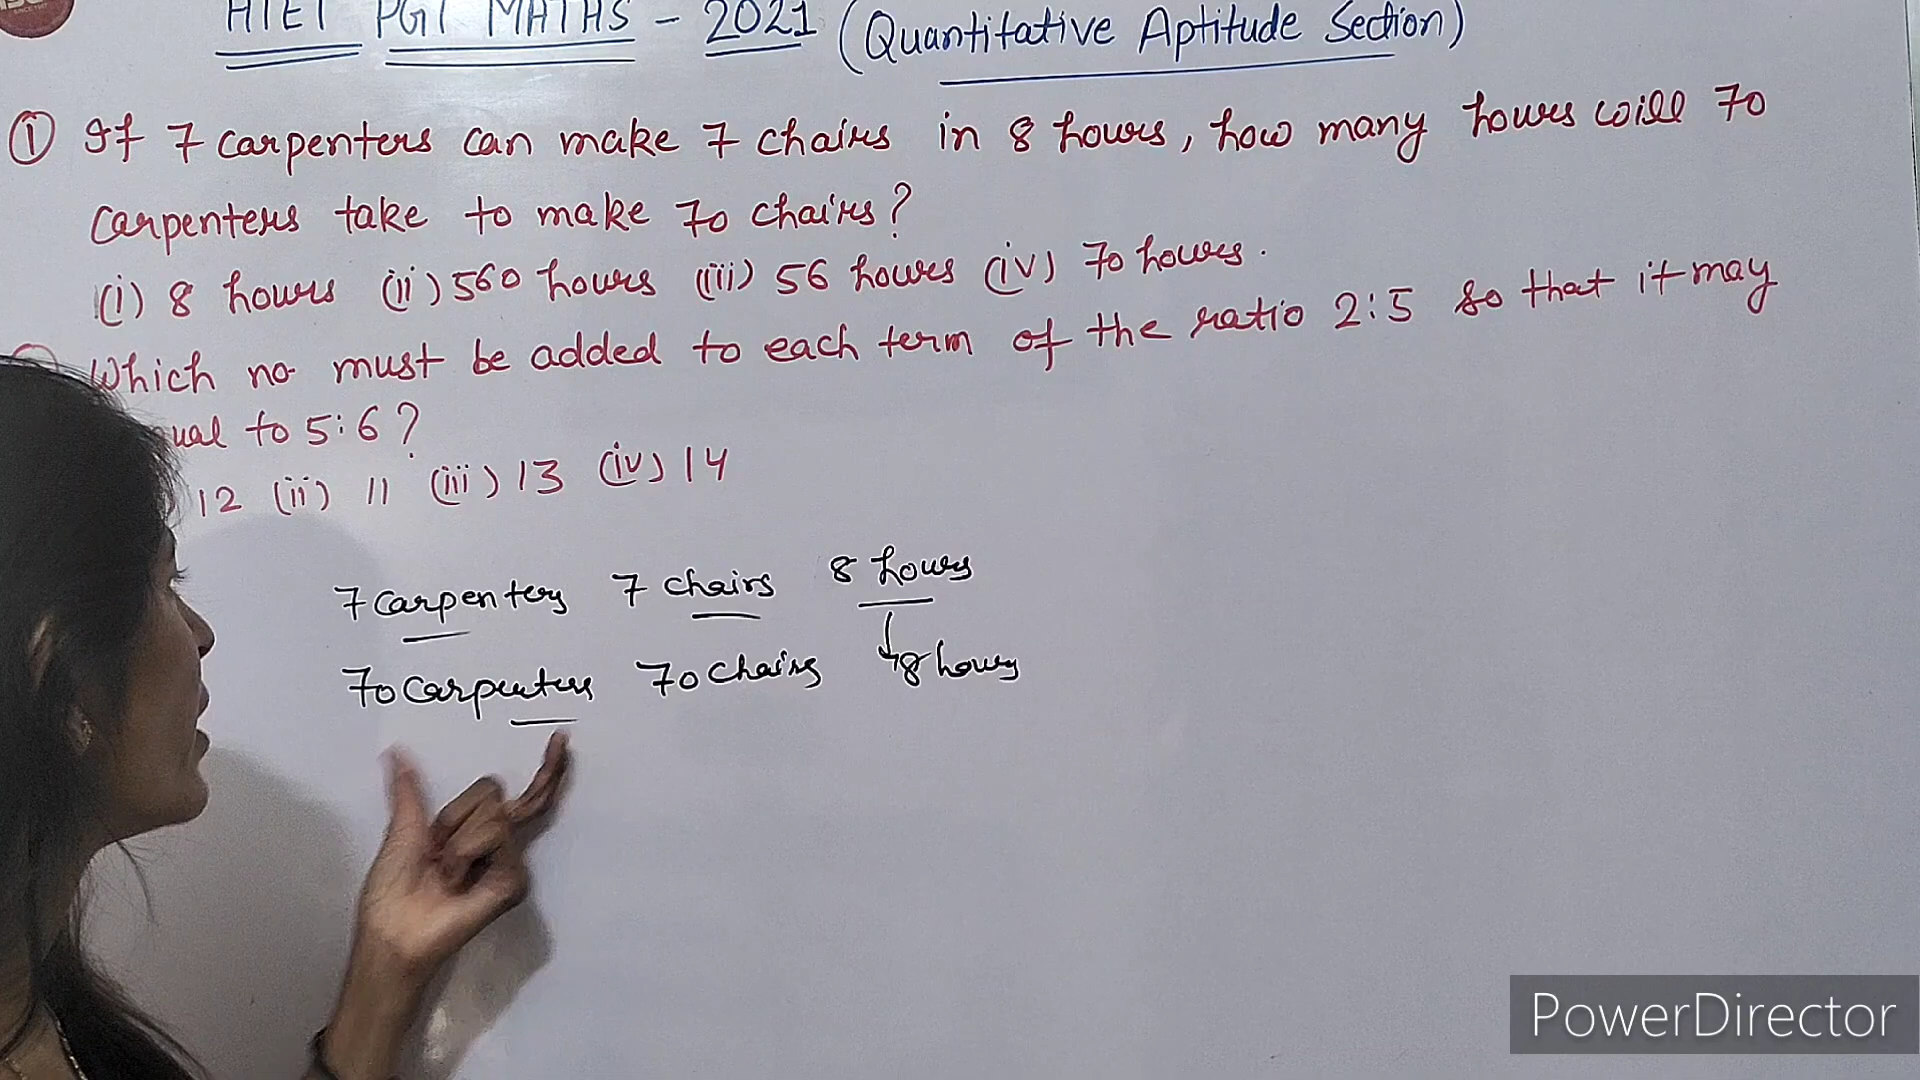 HTET PGT MATHS - 2021 (Quantitative Aptitude Section)
① If 7 carpenters can make 7 chairs in 8 hours, how many hours will 70
carpenters take to make 70 chairs?
(i) 8 hours (ii) 560 hours (iii) 56 hours (iv) 70 hours.
Which no must be added to each term of the ratio 2:5 so that it may
ual to 5:6?
12 (ii) 11 (iii) 13 (iv) 14
7 carpenters 7 chairs 8 hours
70 carpenters 70 chairs 8 hours
PowerDirector